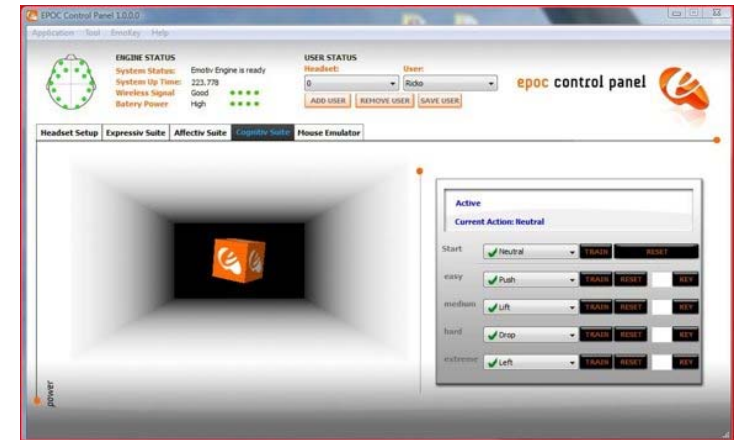 EPOC Control Panel 1.0.0.0
Application Tool EmoKey Help
ENGINE STATUS
System Status: Emotiv Engine is ready
System Up Time: 223.778
Wireless Signal Good
Batery Power High
USER STATUS
Headset: User:
0 Ricko
ADD USER REMOVE USER SAVE USER
epoc control panel
Headset Setup Expressiv Suite Affectiv Suite Cognitiv Suite Mouse Emulator
Active
Current Action: Neutral
Start Neutral TRAIN RESET
easy Push TRAIN RESET KEY
medium Lift TRAIN RESET KEY
hard Drop TRAIN RESET KEY
extreme Left TRAIN RESET KEY
power